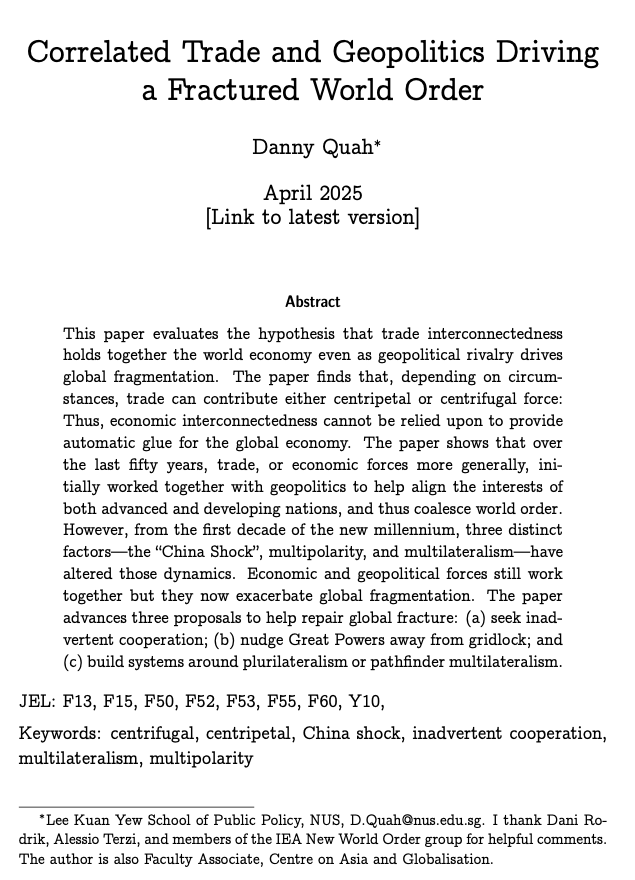 Correlated Trade and Geopolitics Driving
a Fractured World Order
Danny Quah*
April 2025
[Link to latest version]
Abstract
This paper evaluates the hypothesis that trade interconnectedness
holds together the world economy even as geopolitical rivalry drives
global fragmentation. The paper finds that, depending on circum-
stances, trade can contribute either centripetal or centrifugal force:
Thus, economic interconnectedness cannot be relied upon to provide
automatic glue for the global economy. The paper shows that over
the last fifty years, trade, or economic forces more generally, ini-
tially worked together with geopolitics to help align the interests of
both advanced and developing nations, and thus coalesce world order.
However, from the first decade of the new millennium, three distinct
factors—the “China Shock”, multipolarity, and multilateralism—have
altered those dynamics. Economic and geopolitical forces still work
together but they now exacerbate global fragmentation. The paper
advances three proposals to help repair global fracture: (a) seek inad-
vertent cooperation; (b) nudge Great Powers away from gridlock; and
(c) build systems around plurilateralism or pathfinder multilateralism.
JEL: F13, F15, F50, F52, F53, F55, F60, Y10,
Keywords: centrifugal, centripetal, China shock, inadvertent cooperation,
multilateralism, multipolarity
*Lee Kuan Yew School of Public Policy, NUS, D.Quah@nus.edu.sg. I thank Dani Ro-
drik, Alessio Terzi, and members of the IEA New World Order group for helpful comments.
The author is also Faculty Associate, Centre on Asia and Globalisation.